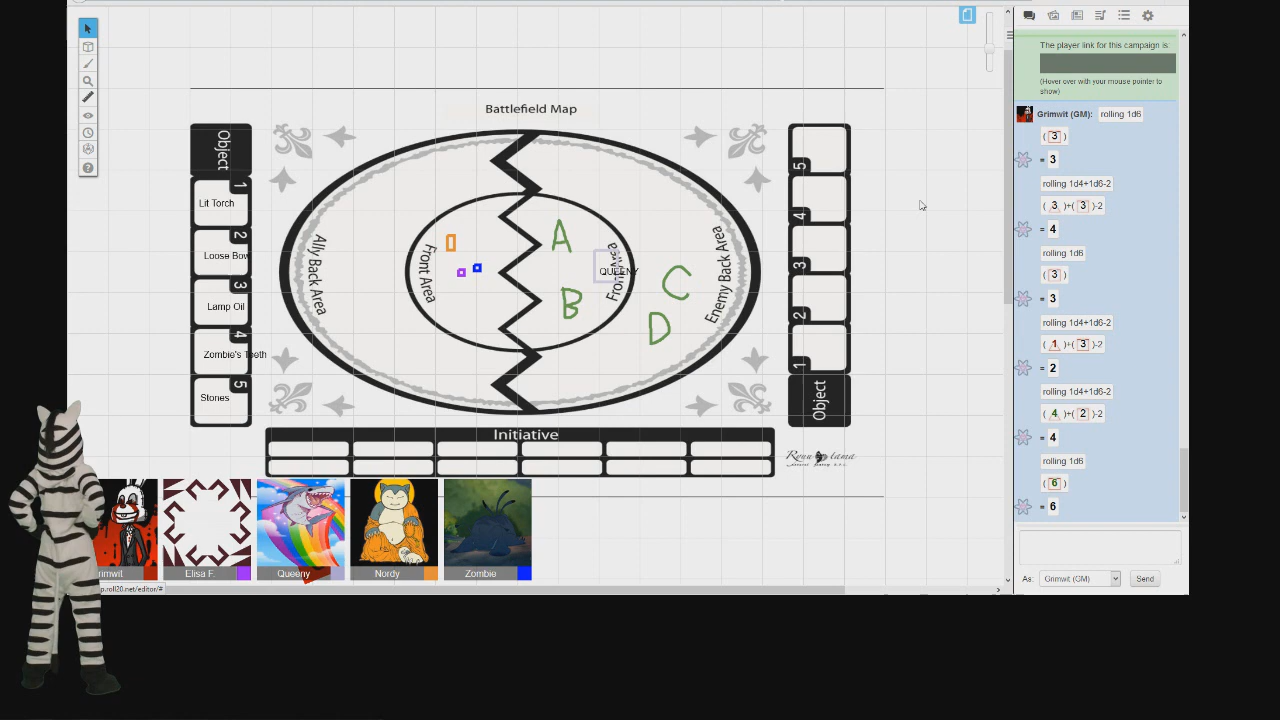 Battlefield Map
Object
1
Lit Torch
2
Loose Bow
3
Lamp Oil
4
Zombie's Teeth
5
Stones
Ally Back Area
Front Area
A
B
QUEENY
C
D
Enemy Back Area
5
4
3
2
1
Object
Initiative
Elisa F.
Queeny
Nordy
Zombie
p.roll20.net/editor/#
The player link for this campaign is:
(Hover over with your mouse pointer to
show)
Grimwit (GM): rolling 1d6
( 3 )
= 3
rolling 1d4+1d6-2
( 3 )+( 3 )-2
= 4
rolling 1d6
( 3 )
= 3
rolling 1d4+1d6-2
( 1 )+( 3 )-2
= 2
rolling 1d4+1d6-2
( 4 )+( 2 )-2
= 4
rolling 1d6
( 6 )
= 6
As: Grimwit (GM) Send